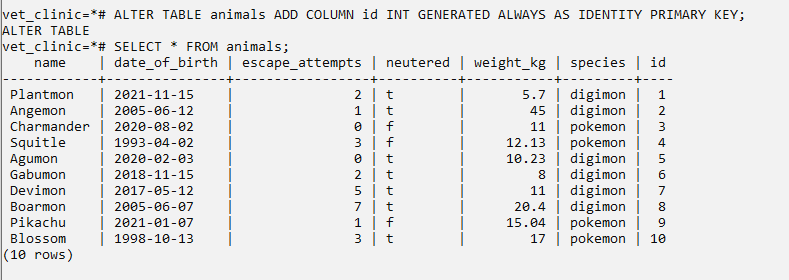 vet_clinic=*# ALTER TABLE animals ADD COLUMN id INT GENERATED ALWAYS AS IDENTITY PRIMARY KEY;
ALTER TABLE
vet_clinic=*# SELECT * FROM animals;
    name    | date_of_birth | escape_attempts | neutered | weight_kg | species | id
------------+---------------+-----------------+----------+-----------+---------+----
 Plantmon   | 2021-11-15    |               2 | t        |       5.7 | digimon |  1
 Angemon    | 2005-06-12    |               1 | t        |        45 | digimon |  2
 Charmander | 2020-08-02    |               0 | f        |        11 | pokemon |  3
 Squitle    | 1993-04-02    |               3 | f        |     12.13 | pokemon |  4
 Agumon     | 2020-02-03    |               0 | t        |     10.23 | digimon |  5
 Gabumon    | 2018-11-15    |               2 | t        |         8 | digimon |  6
 Devimon    | 2017-05-12    |               5 | t        |        11 | digimon |  7
 Boarmon    | 2005-06-07    |               7 | t        |      20.4 | digimon |  8
 Pikachu    | 2021-01-07    |               1 | f        |     15.04 | pokemon |  9
 Blossom    | 1998-10-13    |               3 | t        |        17 | pokemon | 10
(10 rows)